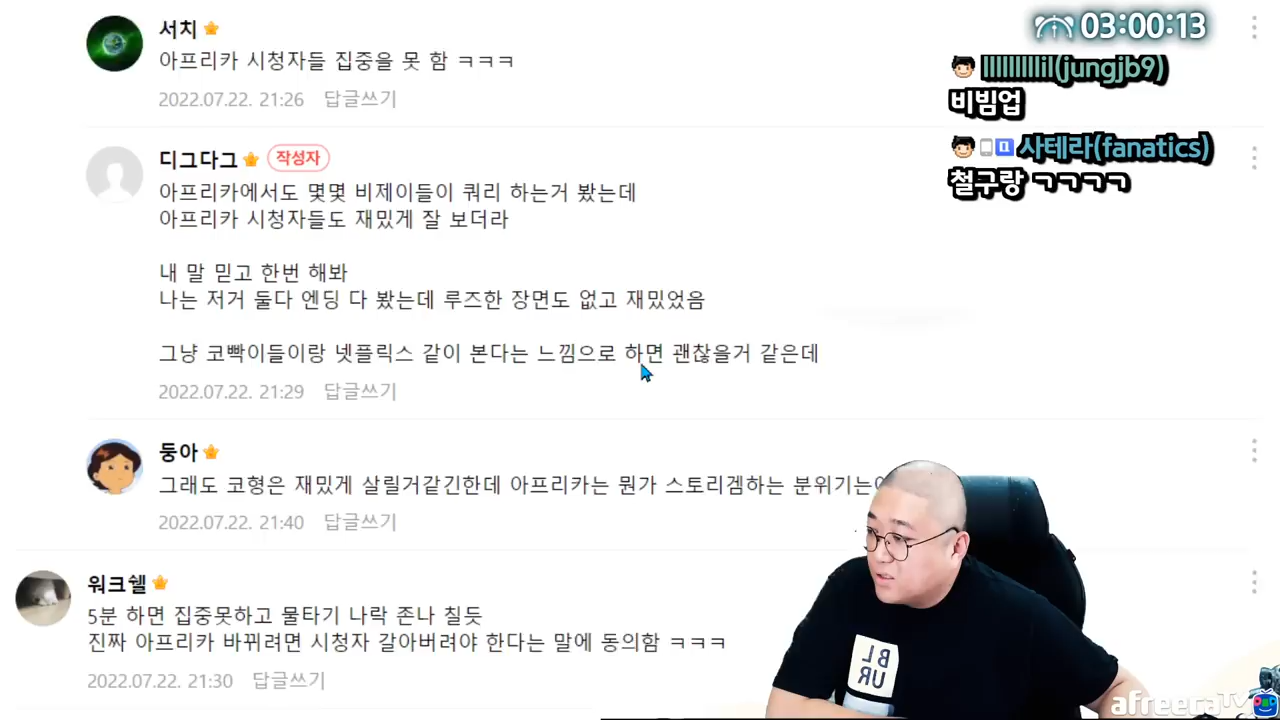 서치
아프리카 시청자들 집중을 못 함 ㅋㅋㅋ
2022.07.22. 21:26 답글쓰기
디그다그 작성자
아프리카에서도 몇몇 비제이들이 쿼리 하는거 봤는데
아프리카 시청자들도 재밌게 잘 보더라
내 말 믿고 한번 해봐
나는 저거 둘다 엔딩 다 봤는데 루즈한 장면도 없고 재밌었음
그냥 코빡이들이랑 넷플릭스 같이 본다는 느낌으로 하면 괜찮을거 같은데
2022.07.22. 21:29 답글쓰기
둥아
그래도 코형은 재밌게 살릴거같긴한데 아프리카는 뭔가 스토리겜하는 분위기는
2022.07.22. 21:40 답글쓰기
워크쉘
5분 하면 집중못하고 물타기 나락 존나 칠듯
진짜 아프리카 바뀌려면 시청자 갈아버려야 한다는 말에 동의함 ㅋㅋㅋ
2022.07.22. 21:30 답글쓰기
03:00:13
(jungjb9)
비빔업
사테라(fanatics)
철구랑 ㄱㄱㄱㄱ
BL
UR
afreecaTV